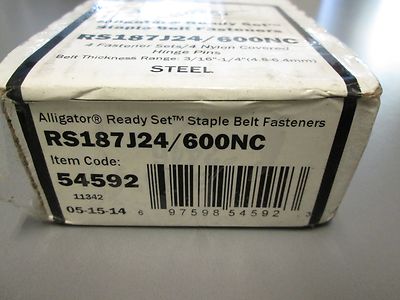 Alligator® Ready Set™
Staple Belt Fasteners
RS187J24/600NC
4 Fastener Sets/4 Nylon Covered
Hinge Pins
Belt Thickness Range: 3/16"-1/4"(4.8-6.4mm)
STEEL
Alligator® Ready Set™ Staple Belt Fasteners
RS187J24/600NC
Item Code:
54592
11342
05-15-14
6 97598 54592 3